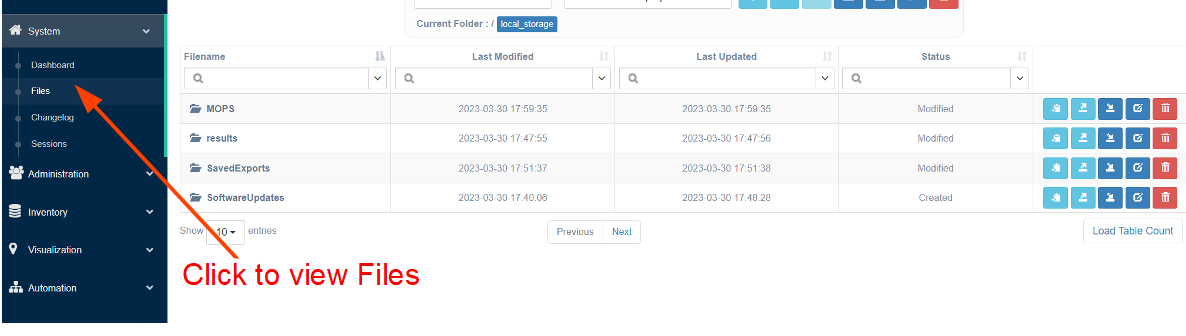 Current Folder : / local_storage
System
Dashboard
Files
Changelog
Sessions
Administration
Inventory
Visualization
Automation
Filename Last Modified Last Updated Status
MOPS 2023-03-30 17:59:35 2023-03-30 17:59:35 Modified
results 2023-03-30 17:47:55 2023-03-30 17:47:56 Modified
SavedExports 2023-03-30 17:51:37 2023-03-30 17:51:38 Modified
SoftwareUpdates 2023-03-30 17:40:06 2023-03-30 17:48:28 Created
Show 10 entries Previous Next Load Table Count
Click to view Files